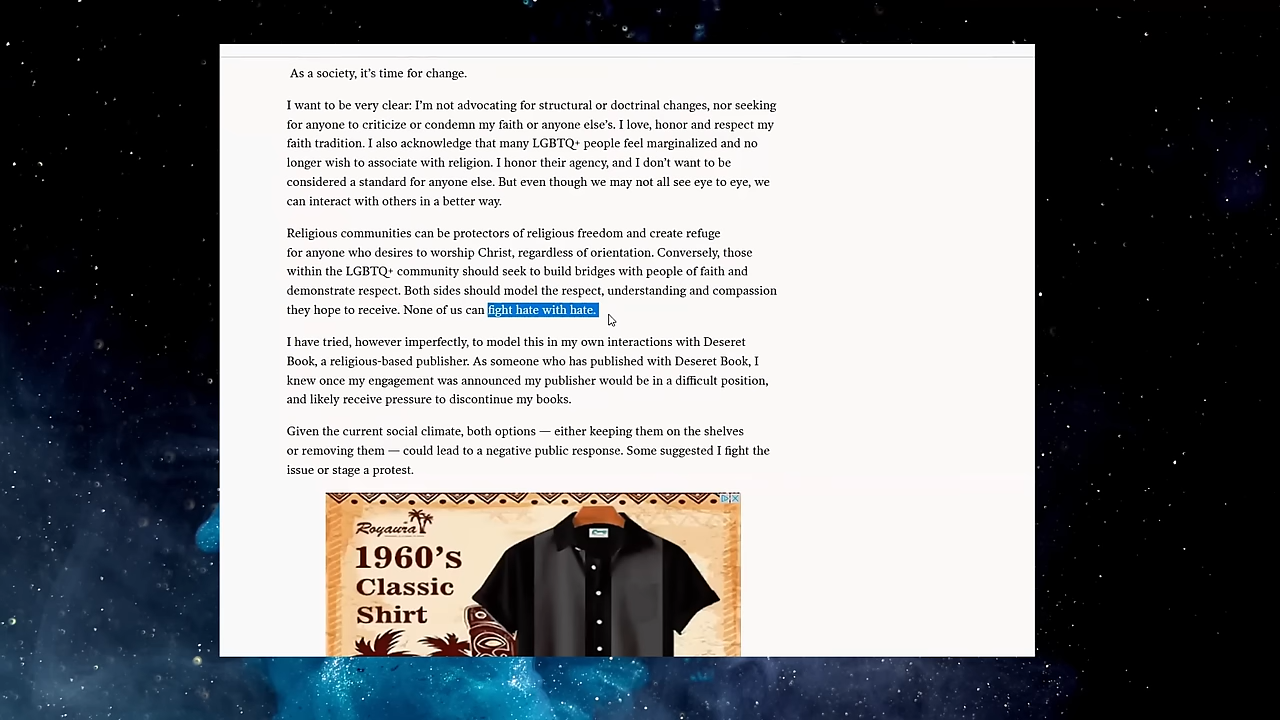 As a society, it’s time for change.
I want to be very clear: I’m not advocating for structural or doctrinal changes, nor seeking
for anyone to criticize or condemn my faith or anyone else’s. I love, honor and respect my
faith tradition. I also acknowledge that many LGBTQ+ people feel marginalized and no
longer wish to associate with religion. I honor their agency, and I don’t want to be
considered a standard for anyone else. But even though we may not all see eye to eye, we
can interact with others in a better way.
Religious communities can be protectors of religious freedom and create refuge
for anyone who desires to worship Christ, regardless of orientation. Conversely, those
within the LGBTQ+ community should seek to build bridges with people of faith and
demonstrate respect. Both sides should model the respect, understanding and compassion
they hope to receive. None of us can fight hate with hate.
I have tried, however imperfectly, to model this in my own interactions with Deseret
Book, a religious-based publisher. As someone who has published with Deseret Book, I
knew once my engagement was announced my publisher would be in a difficult position,
and likely receive pressure to discontinue my books.
Given the current social climate, both options — either keeping them on the shelves
or removing them — could lead to a negative public response. Some suggested I fight the
issue or stage a protest.
Royaura
1960’s
Classic
Shirt